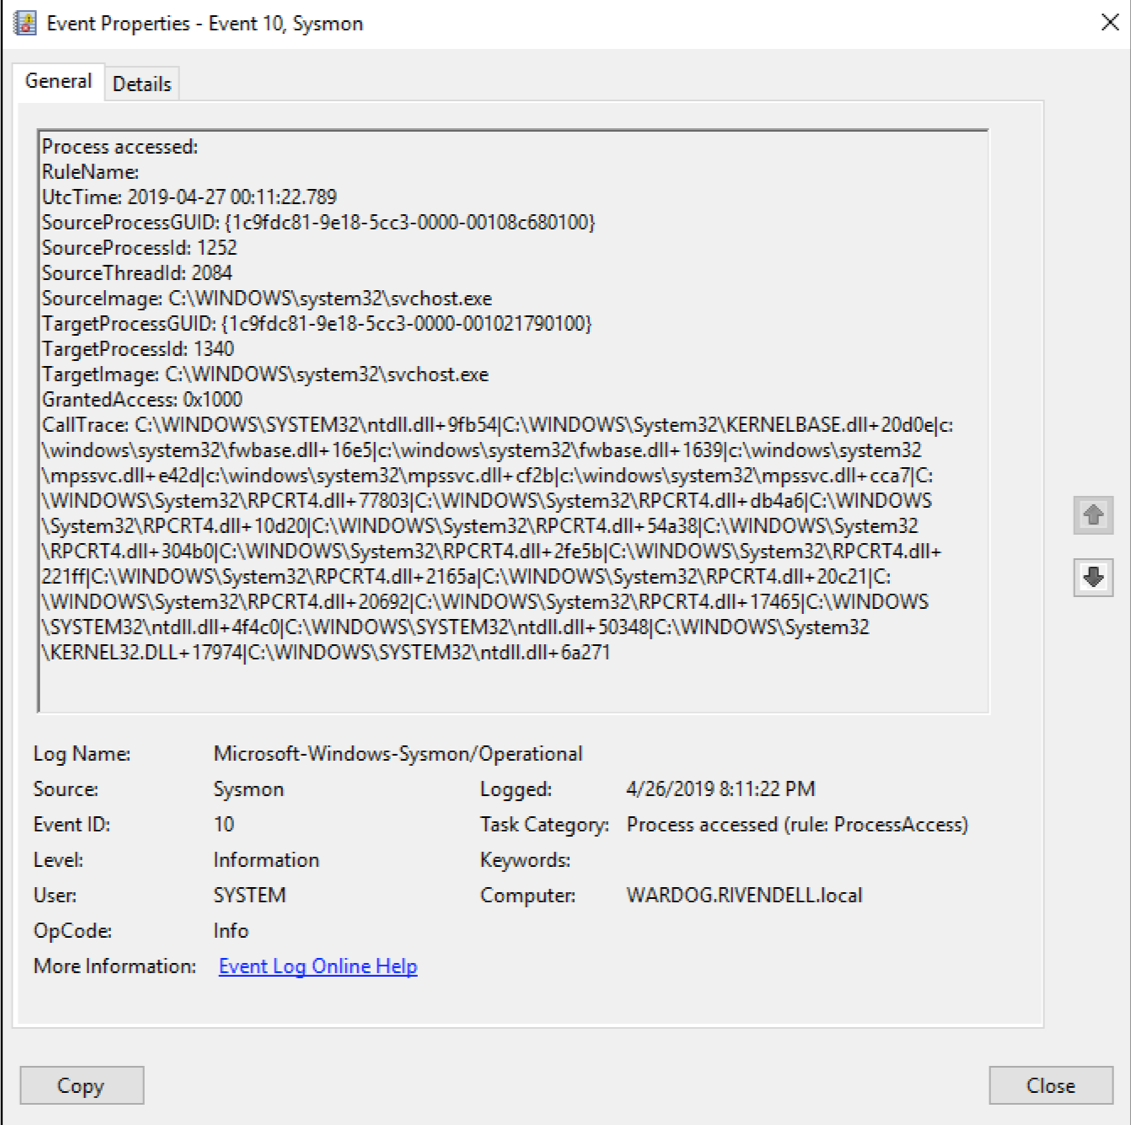 Event Properties - Event 10, Sysmon
General
Details
Process accessed:
RuleName:
UtcTime: 2019-04-27 00:11:22.789
SourceProcessGUID: {1c9fdc81-9e18-5cc3-0000-00108c680100}
SourceProcessId: 1252
SourceThreadId: 2084
SourceImage: C:\WINDOWS\system32\svchost.exe
TargetProcessGUID: {1c9fdc81-9e18-5cc3-0000-001021790100}
TargetProcessId: 1340
TargetImage: C:\WINDOWS\system32\svchost.exe
GrantedAccess: 0x1000
CallTrace: C:\WINDOWS\SYSTEM32\ntdll.dll+9fb54|C:\WINDOWS\System32\KERNELBASE.dll+20d0e|c:
\windows\system32\fwbase.dll+16e5|c:\windows\system32\fwbase.dll+1639|c:\windows\system32
\mpssvc.dll+e42d|c:\windows\system32\mpssvc.dll+cf2b|c:\windows\system32\mpssvc.dll+cca7|C:
\WINDOWS\System32\RPCRT4.dll+77803|C:\WINDOWS\System32\RPCRT4.dll+db4a6|C:\WINDOWS
\System32\RPCRT4.dll+10d20|C:\WINDOWS\System32\RPCRT4.dll+54a38|C:\WINDOWS\System32
\RPCRT4.dll+304b0|C:\WINDOWS\System32\RPCRT4.dll+2fe5b|C:\WINDOWS\System32\RPCRT4.dll+
221ff|C:\WINDOWS\System32\RPCRT4.dll+2165a|C:\WINDOWS\System32\RPCRT4.dll+20c21|C:
\WINDOWS\System32\RPCRT4.dll+20692|C:\WINDOWS\System32\RPCRT4.dll+17465|C:\WINDOWS
\SYSTEM32\ntdll.dll+4f4c0|C:\WINDOWS\SYSTEM32\ntdll.dll+50348|C:\WINDOWS\System32
\KERNEL32.DLL+17974|C:\WINDOWS\SYSTEM32\ntdll.dll+6a271
Log Name: Microsoft-Windows-Sysmon/Operational
Source: Sysmon Logged: 4/26/2019 8:11:22 PM
Event ID: 10 Task Category: Process accessed (rule: ProcessAccess)
Level: Information Keywords:
User: SYSTEM Computer: WARDOG.RIVENDELL.local
OpCode: Info
More Information: Event Log Online Help
Copy
Close